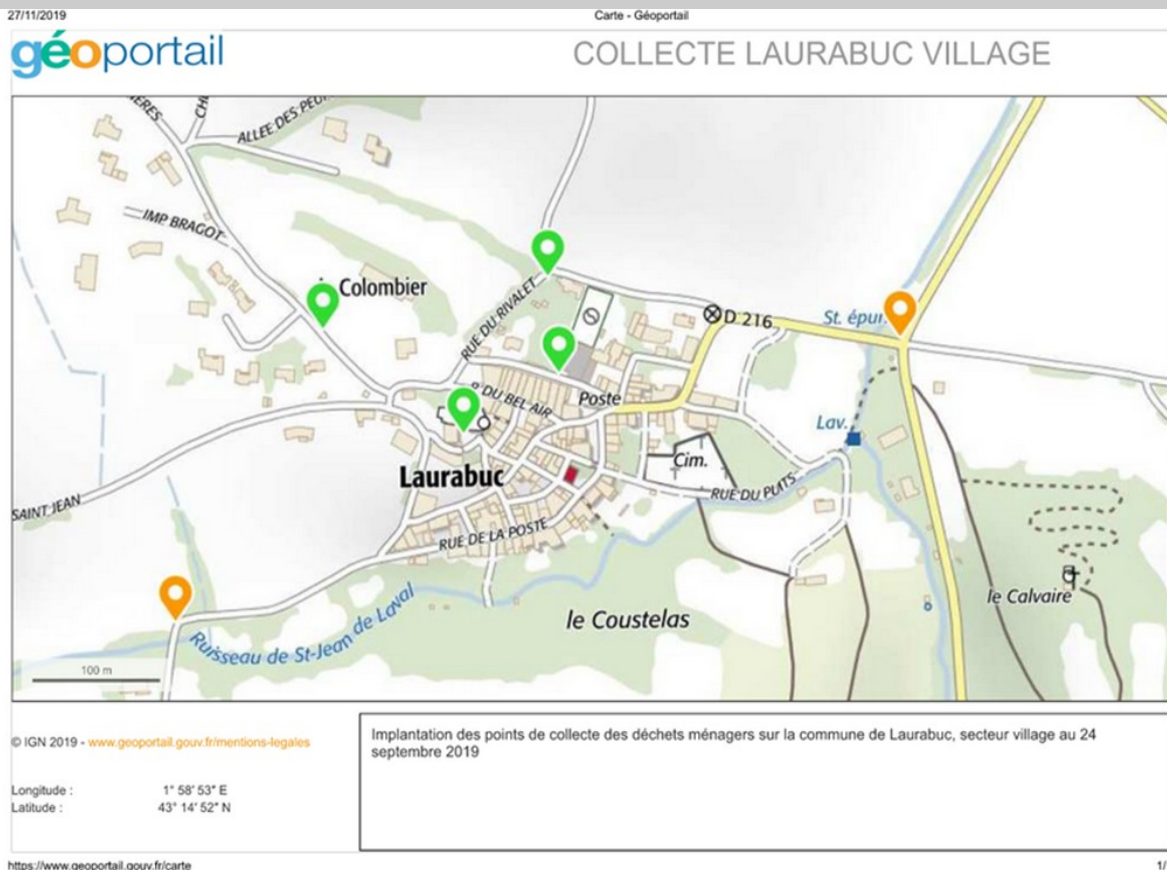 27/11/2019
Carte - Géoportail
géoportail
COLLECTE LAURABUC VILLAGE
ALLEE DES
IMP BRAGOT
Colombier
RUE DU RIVALET
D 216
St. épur.
DU BEL AIR
Poste
Lav.
Laurabuc
Cim.
RUE DU PUITS
SAINT JEAN
RUE DE LA POSTE
le Calvaire
le Coustelas
Ruisseau de St-Jean de Laval
100 m
© IGN 2019 - www.geoportail.gouv.fr/mentions-legales
Implantation des points de collecte des déchets ménagers sur la commune de Laurabuc, secteur village au 24
septembre 2019
Longitude : 1° 58′ 53″ E
Latitude : 43° 14′ 52″ N
https://www.geoportail.gouv.fr/carte
1/